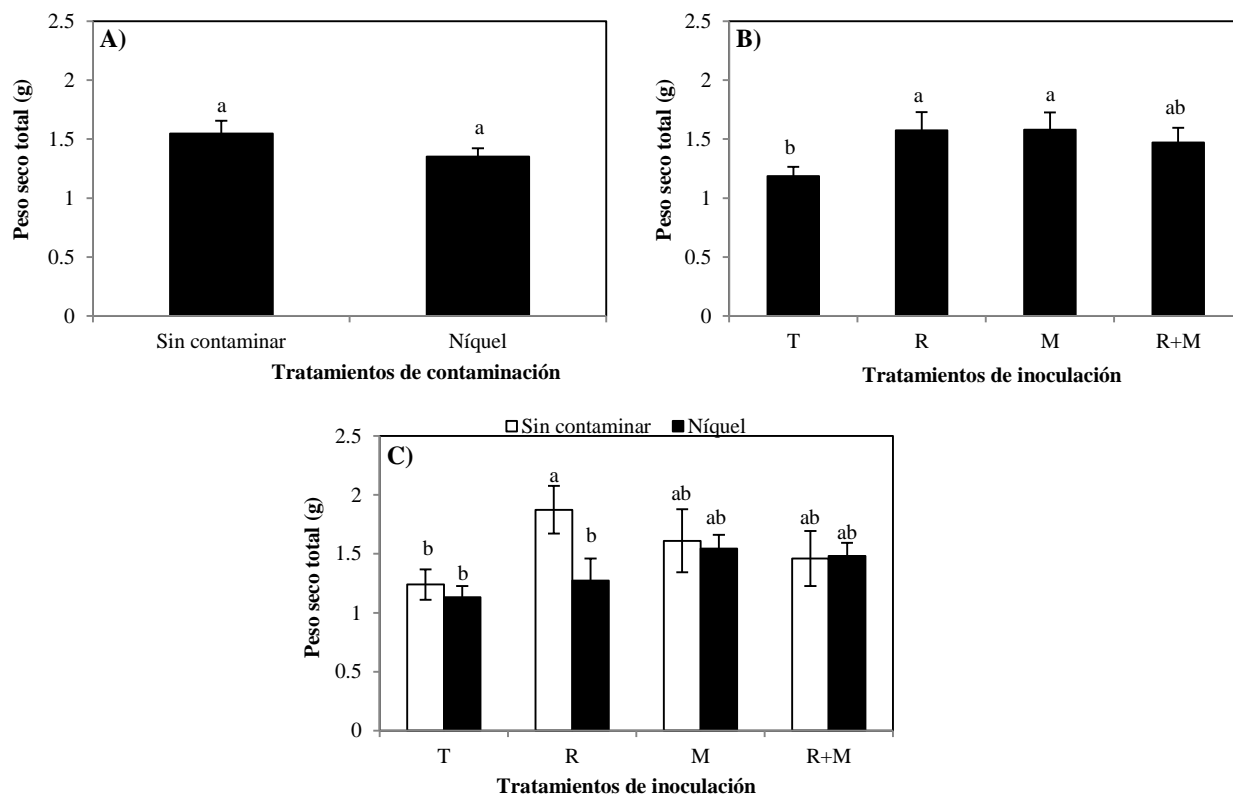 A)
Peso seco total (g)
2.5
2
1.5
1
0.5
0
a
a
Sin contaminar
Níquel
Tratamientos de contaminación
B)
Peso seco total (g)
2.5
2
1.5
1
0.5
0
b
a
a
ab
T
R
M
R+M
Tratamientos de inoculación
Sin contaminar
Níquel
C)
Peso seco total (g)
2.5
2
1.5
1
0.5
0
b
b
a
b
ab
ab
ab
ab
T
R
M
R+M
Tratamientos de inoculación